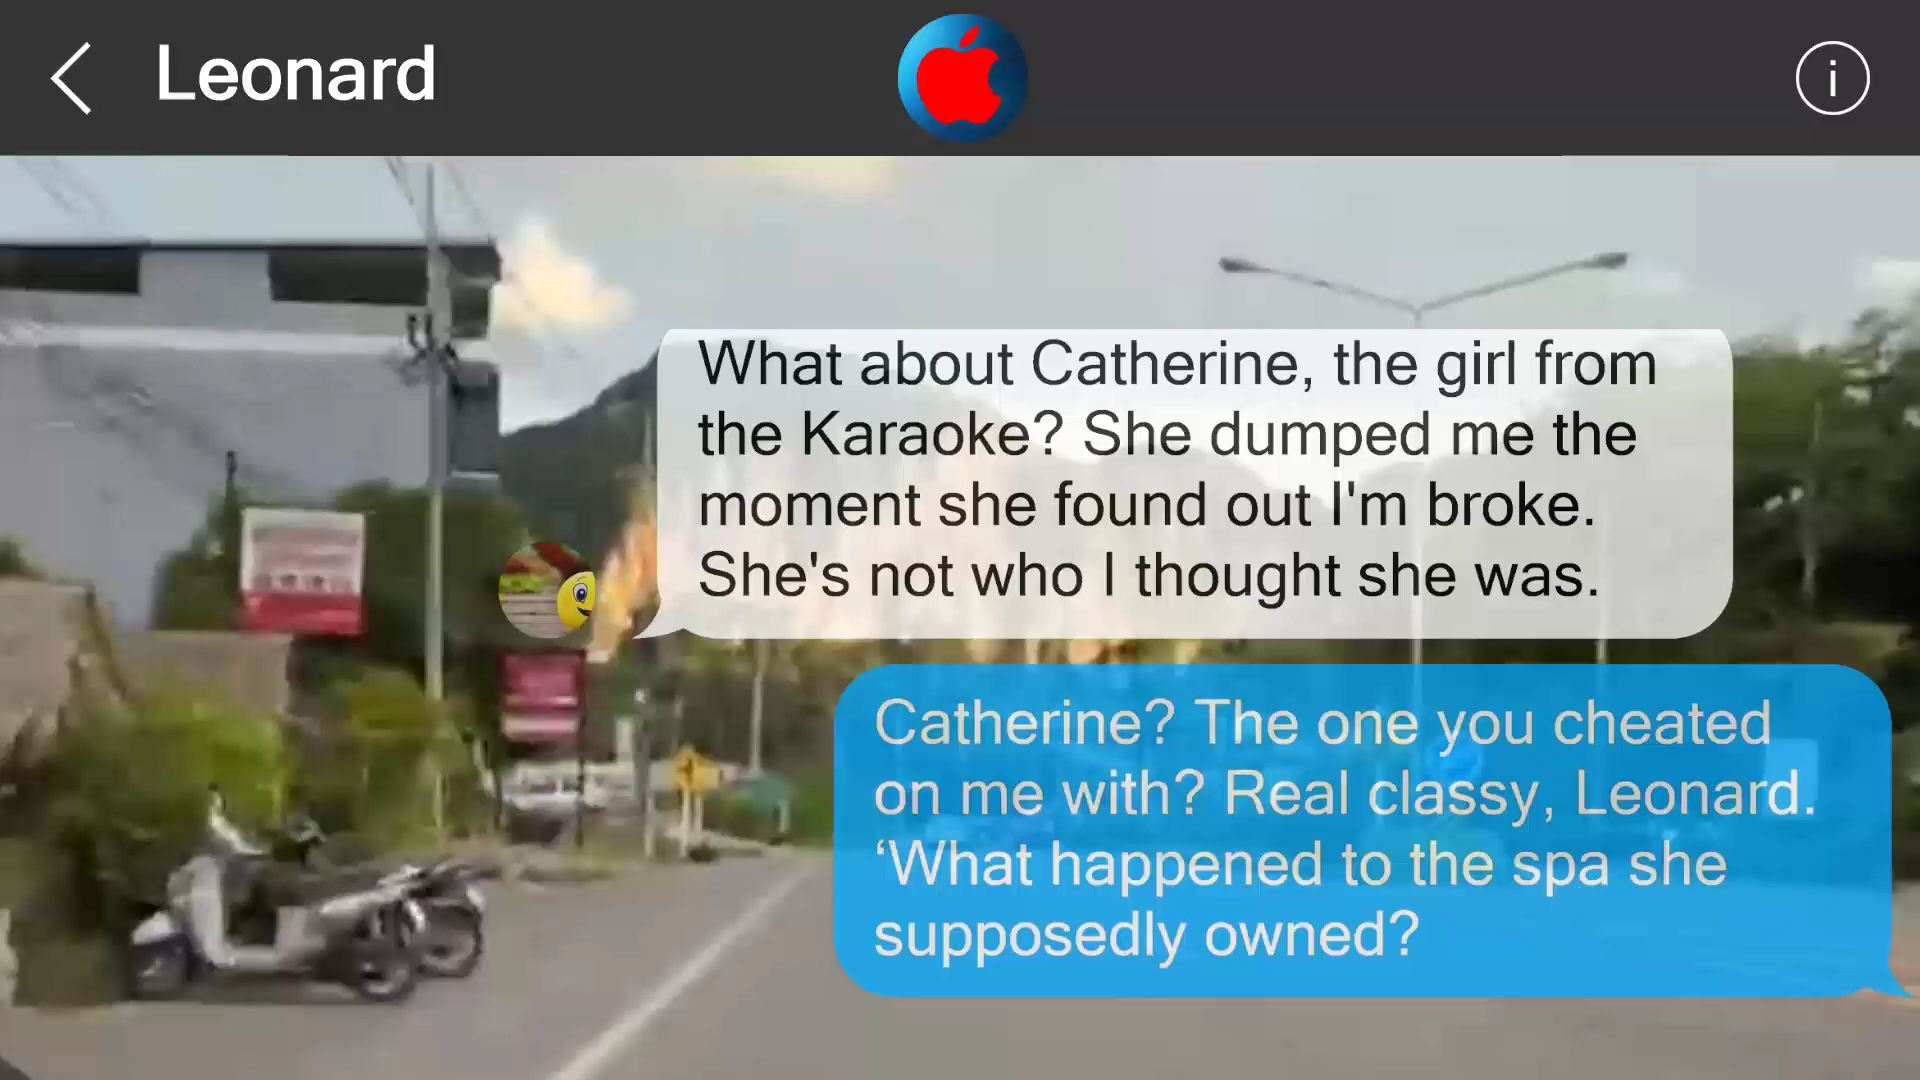 Leonard
What about Catherine, the girl from
the Karaoke? She dumped me the
moment she found out I'm broke.
She's not who I thought she was.
Catherine? The one you cheated
on me with? Real classy, Leonard.
‘What happened to the spa she
supposedly owned?